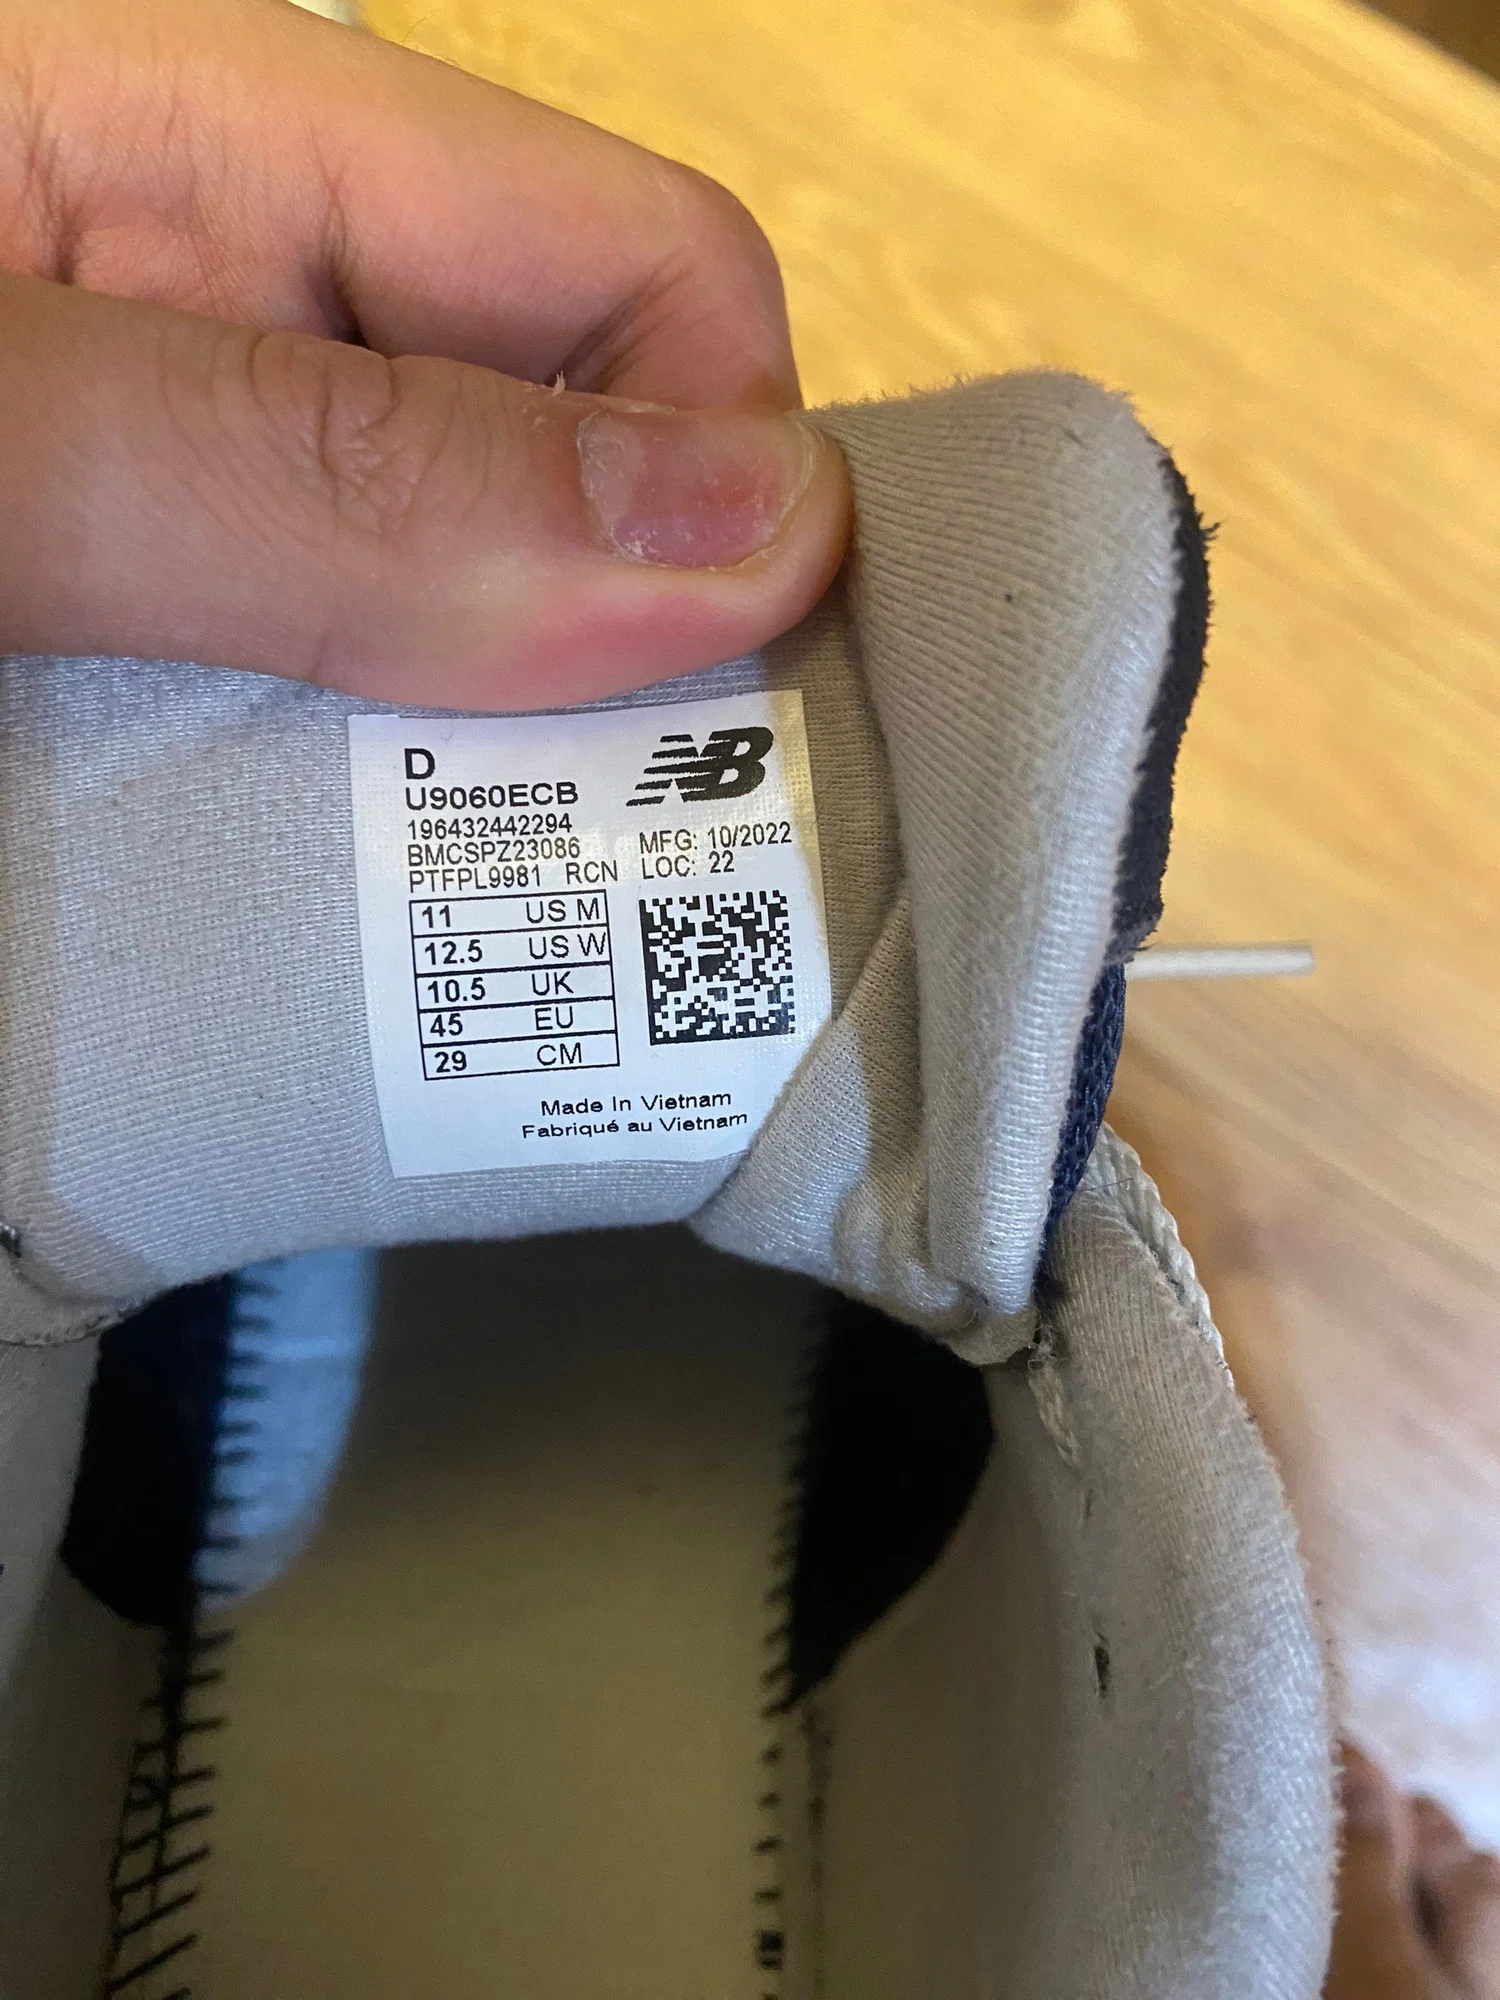 D
NB
U9060ECB
196432442294
BMCSPZ23086
MFG: 10/2022
PTFPL9981 RCN
LOC: 22
11 US M
12.5 US W
10.5 UK
45 EU
29 CM
Made In Vietnam
Fabriqué au Vietnam